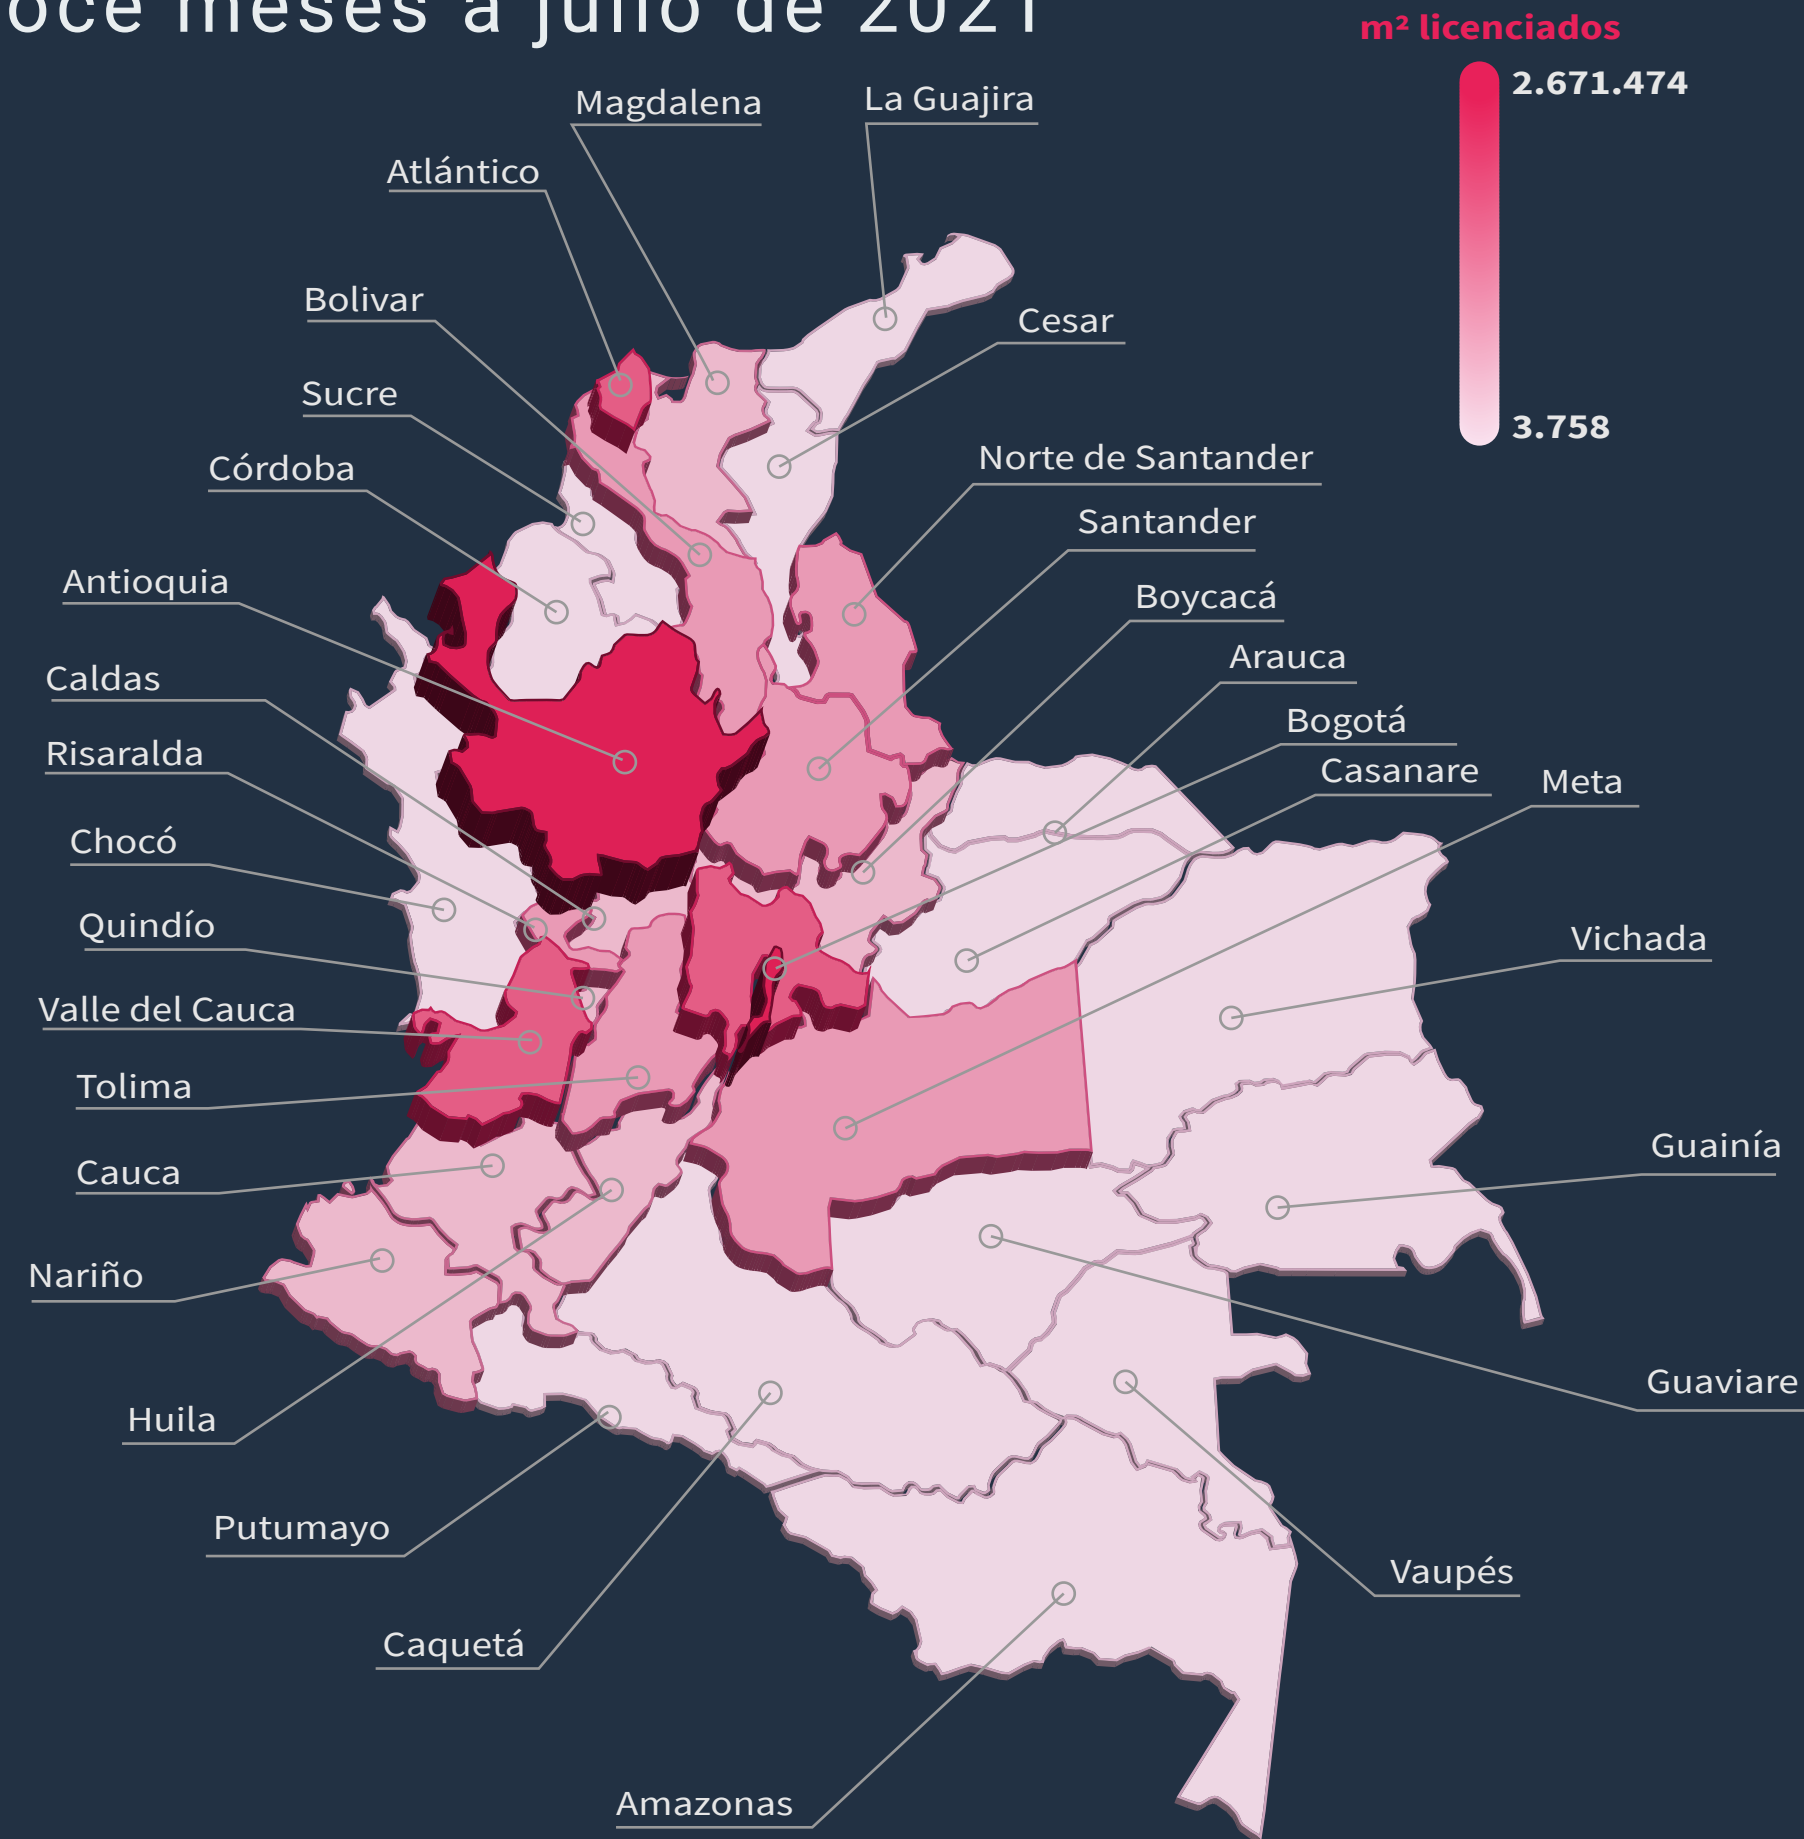 oce meses a julio de 2021
m² licenciados
2.671.474
3.758
Magdalena
La Guajira
Atlántico
Bolivar
Cesar
Sucre
Norte de Santander
Córdoba
Santander
Antioquia
Boycacá
Arauca
Caldas
Bogotá
Risaralda
Casanare
Meta
Chocó
Quindío
Vichada
Valle del Cauca
Tolima
Guainía
Cauca
Nariño
Guaviare
Huila
Putumayo
Vaupés
Caquetá
Amazonas